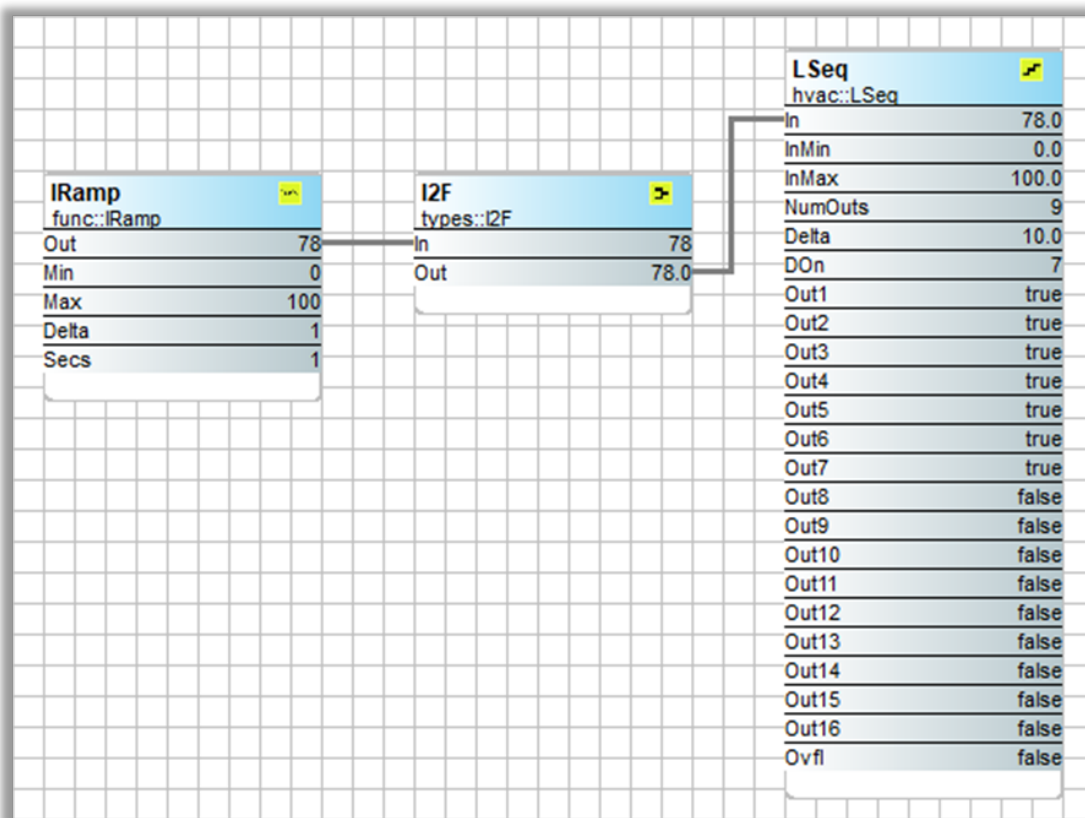 IRamp
func::IRamp
Out 78
Min 0
Max 100
Delta 1
Secs 1
I2F
types::I2F
In 78
Out 78.0
LSeq
hvac::LSeq
In 78.0
InMin 0.0
InMax 100.0
NumOuts 9
Delta 10.0
DOn 7
Out1 true
Out2 true
Out3 true
Out4 true
Out5 true
Out6 true
Out7 true
Out8 false
Out9 false
Out10 false
Out11 false
Out12 false
Out13 false
Out14 false
Out15 false
Out16 false
Ovfl false